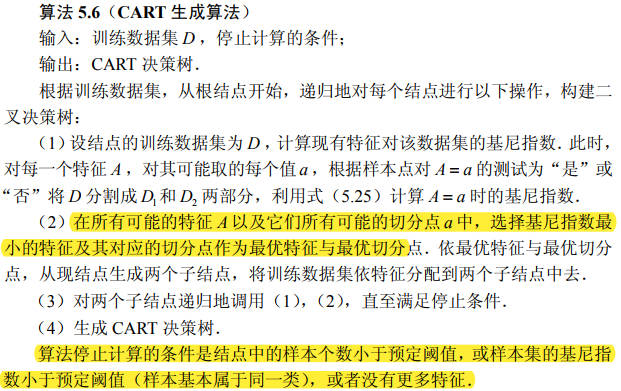 算法 5.6（CART 生成算法）
输入：训练数据集 D，停止计算的条件；
输出：CART 决策树．
根据训练数据集，从根结点开始，递归地对每个结点进行以下操作，构建二
叉决策树：
（1）设结点的训练数据集为 D，计算现有特征对该数据集的基尼指数．此时，
对每一个特征 A，对其可能取的每个值 a，根据样本点对 A = a 的测试为“是”或
“否”将 D 分割成 D₁ 和 D₂ 两部分，利用式（5.25）计算 A = a 时的基尼指数．
（2）在所有可能的特征 A 以及它们所有可能的切分点 a 中，选择基尼指数最
小的特征及其对应的切分点作为最优特征与最优切分点．依最优特征与最优切分
点，从现结点生成两个子结点，将训练数据集依特征分配到两个子结点中去．
（3）对两个子结点递归地调用（1），（2），直至满足停止条件．
（4）生成 CART 决策树．
算法停止计算的条件是结点中的样本个数小于预定阈值，或样本集的基尼指
数小于预定阈值（样本基本属于同一类），或者没有更多特征．